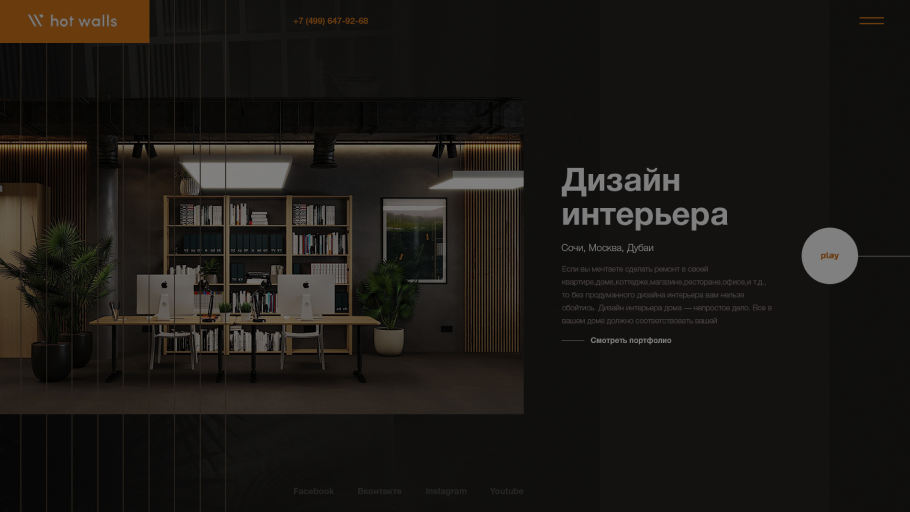 hot walls
+7 (499) 647-92-68
Дизайн
интерьера
Сочи, Москва, Дубаи
Если вы мечтаете сделать ремонт в своей
квартире,доме,коттедже,магазине,ресторане,офисе.и т.д.,
то без продуманного дизайна интерьера вам нельзя
обойтись. Дизайн интерьера дома — непростое дело. Все в
вашем доме должно соответствовать вашей
Смотреть портфолио
play
Facebook Вконтакте Instagram Youtube